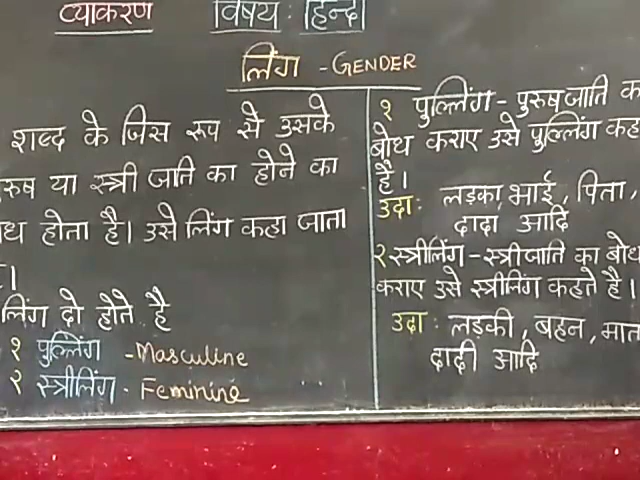 व्याकरण विषय : हिन्दी
लिंग - GENDER
शब्द के जिस रूप से उसके
या स्त्री जाति का होने का
होता है। उसे लिंग कहा जाता
लिंग दो होते है
१ पुल्लिंग - Masculine
२ स्त्रीलिंग - Feminine
१ पुल्लिंग - पुरुषजाति
बोध कराए उसे पुल्लिंग
है।
उदा: लड़का, भाई, पिता,
दादा आदि
२ स्त्रीलिंग - स्त्रीजाति का बोध
कराए उसे स्त्रीलिंग कहते है।
उदा: लड़की, बहन,
दादी आदि